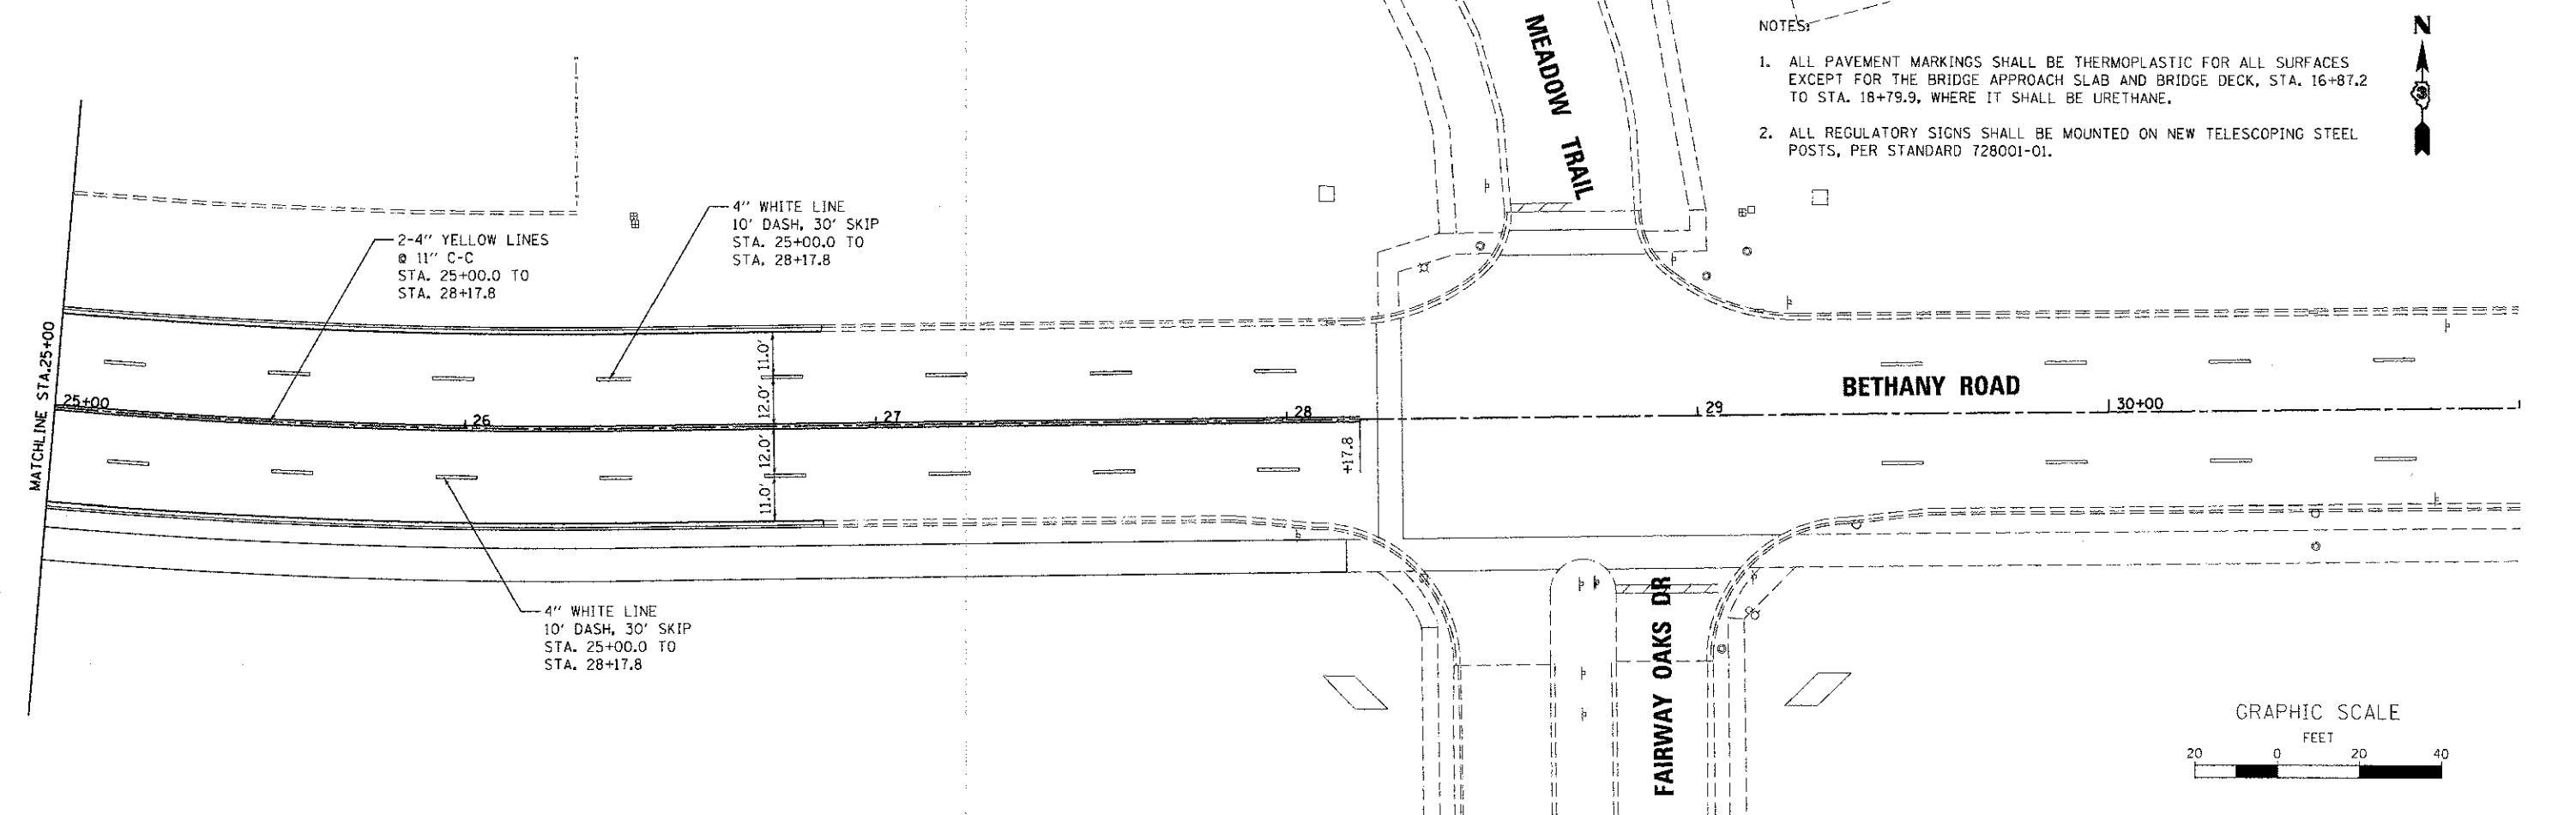 NOTES:
1. ALL PAVEMENT MARKINGS SHALL BE THERMOPLASTIC FOR ALL SURFACES
EXCEPT FOR THE BRIDGE APPROACH SLAB AND BRIDGE DECK, STA. 16+87.2
TO STA. 18+79.9, WHERE IT SHALL BE URETHANE.
2. ALL REGULATORY SIGNS SHALL BE MOUNTED ON NEW TELESCOPING STEEL
POSTS, PER STANDARD 728001-01.
N
MEADOW TRAIL
4" WHITE LINE
10' DASH, 30' SKIP
STA. 25+00.0 TO
STA. 28+17.8
2-4" YELLOW LINES
@ 11" C-C
STA. 25+00.0 TO
STA. 28+17.8
MATCHLINE STA.25+00
25+00
26
27
28
29
30+00
11.0'
12.0'
12.0'
11.0'
+17.8
BETHANY ROAD
4" WHITE LINE
10' DASH, 30' SKIP
STA. 25+00.0 TO
STA. 28+17.8
FAIRWAY OAKS DR
GRAPHIC SCALE
FEET
20 0 20 40